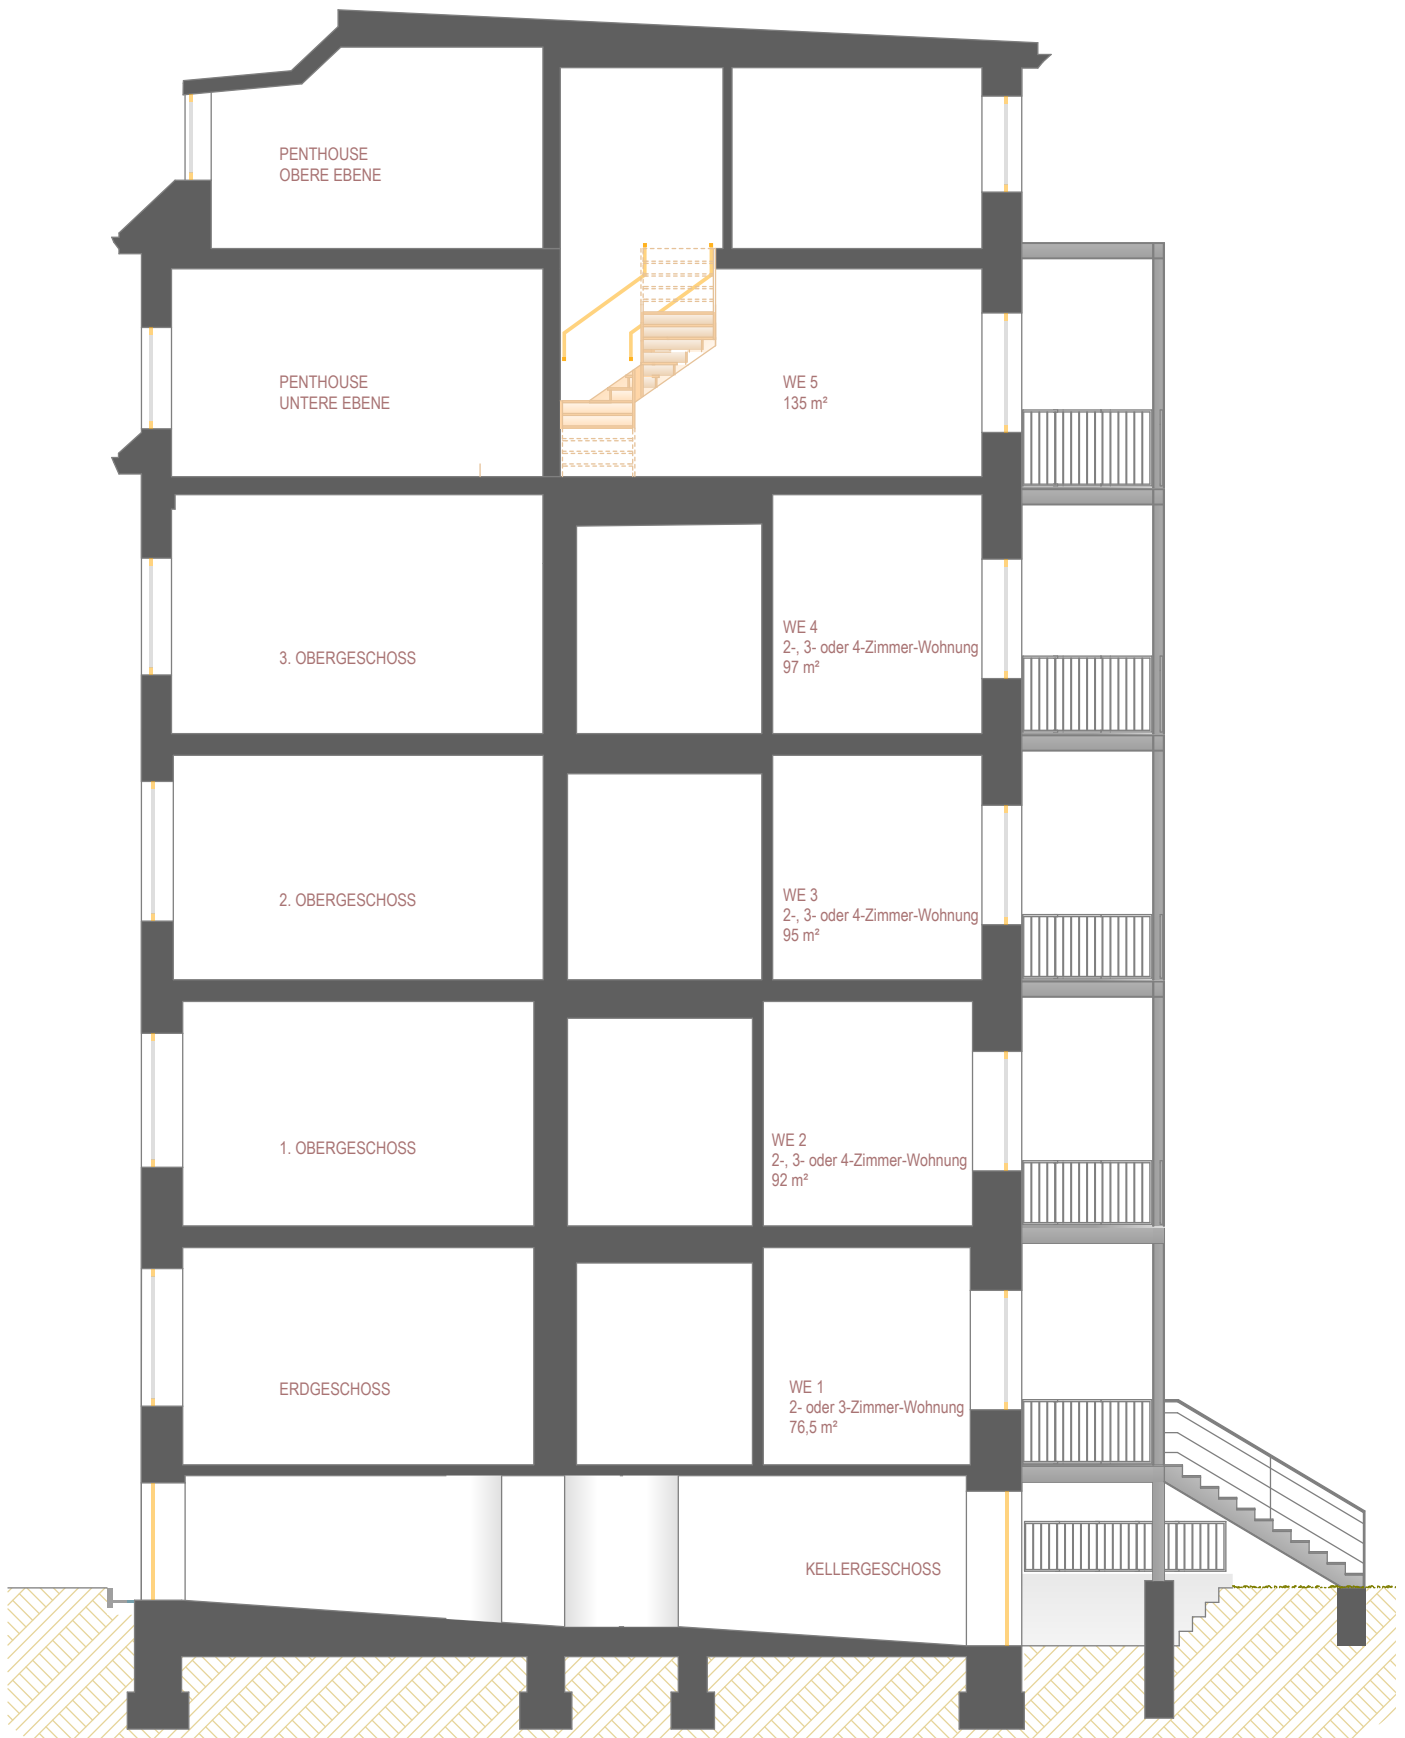 PENTHOUSE
OBERE EBENE
PENTHOUSE
UNTERE EBENE
WE 5
135 m²
3. OBERGESCHOSS
WE 4
2-, 3- oder 4-Zimmer-Wohnung
97 m²
2. OBERGESCHOSS
WE 3
2-, 3- oder 4-Zimmer-Wohnung
95 m²
1. OBERGESCHOSS
WE 2
2-, 3- oder 4-Zimmer-Wohnung
92 m²
ERDGESCHOSS
WE 1
2- oder 3-Zimmer-Wohnung
76,5 m²
KELLERGESCHOSS